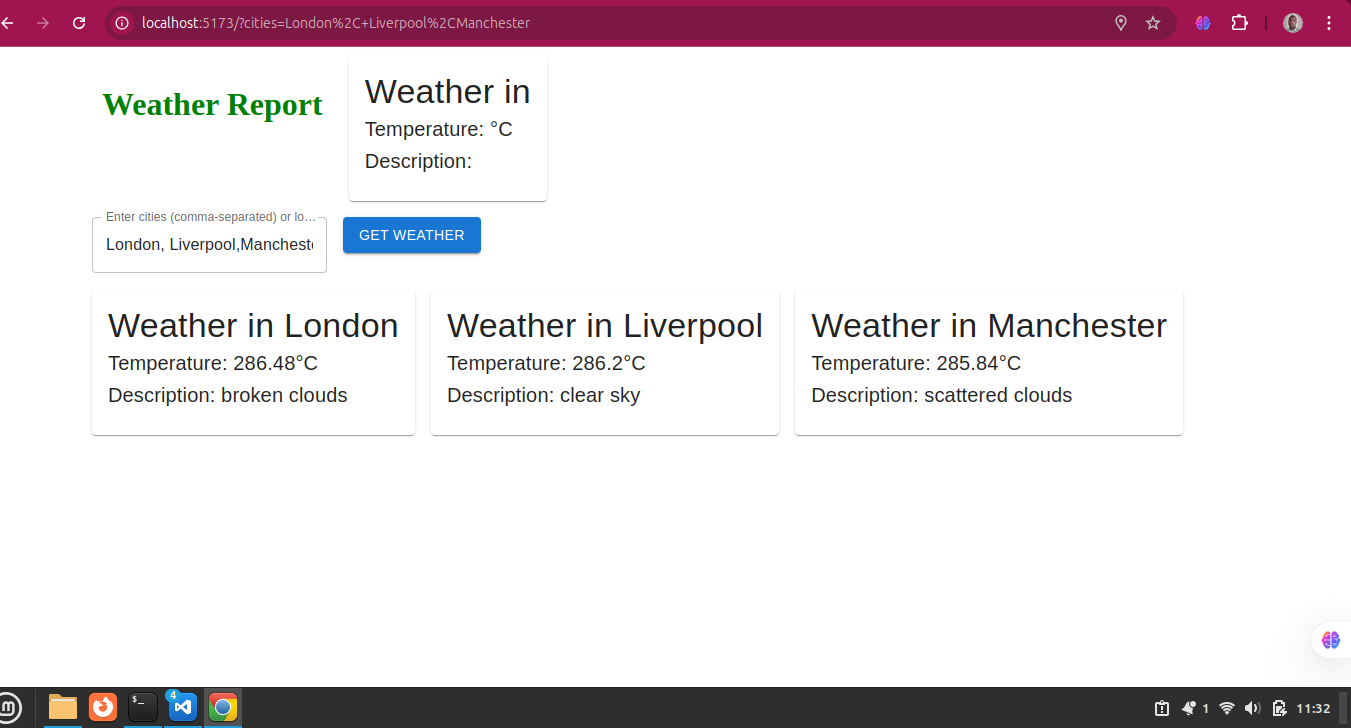 localhost:5173/?cities=London%2C+Liverpool%2CManchester
Weather Report
Weather in
Temperature: °C
Description:
Enter cities (comma-separated) or lo…
London, Liverpool,Manchest
GET WEATHER
Weather in London
Temperature: 286.48°C
Description: broken clouds
Weather in Liverpool
Temperature: 286.2°C
Description: clear sky
Weather in Manchester
Temperature: 285.84°C
Description: scattered clouds
$_
4
1
11:32